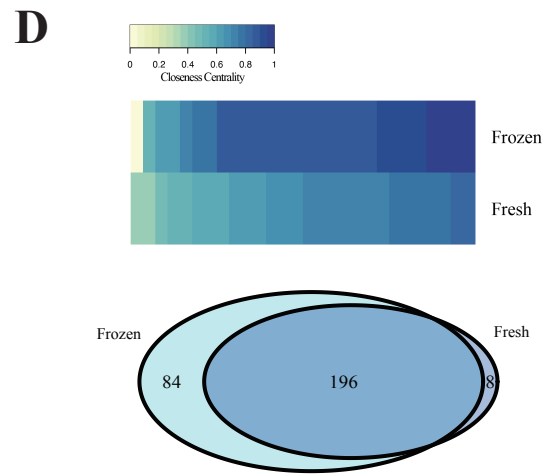 D
0 0.2 0.4 0.6 0.8 1
Closeness Centrality
Frozen
Fresh
Frozen
Fresh
84 196 8